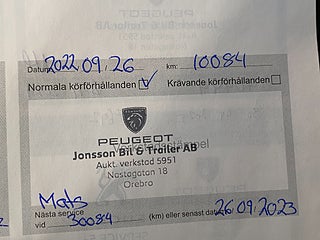 Datum 2022.09.26 km: 10084
Normala körförhållanden ☑ Krävande körförhållanden ☐
PEUGEOT
Jonsson Bil & Trailer AB
Aukt. verkstad 5951
Nastagatan 18
Örebro
Mats
Nästa service
vid 30084 (km) eller senast datum 26.09.2023